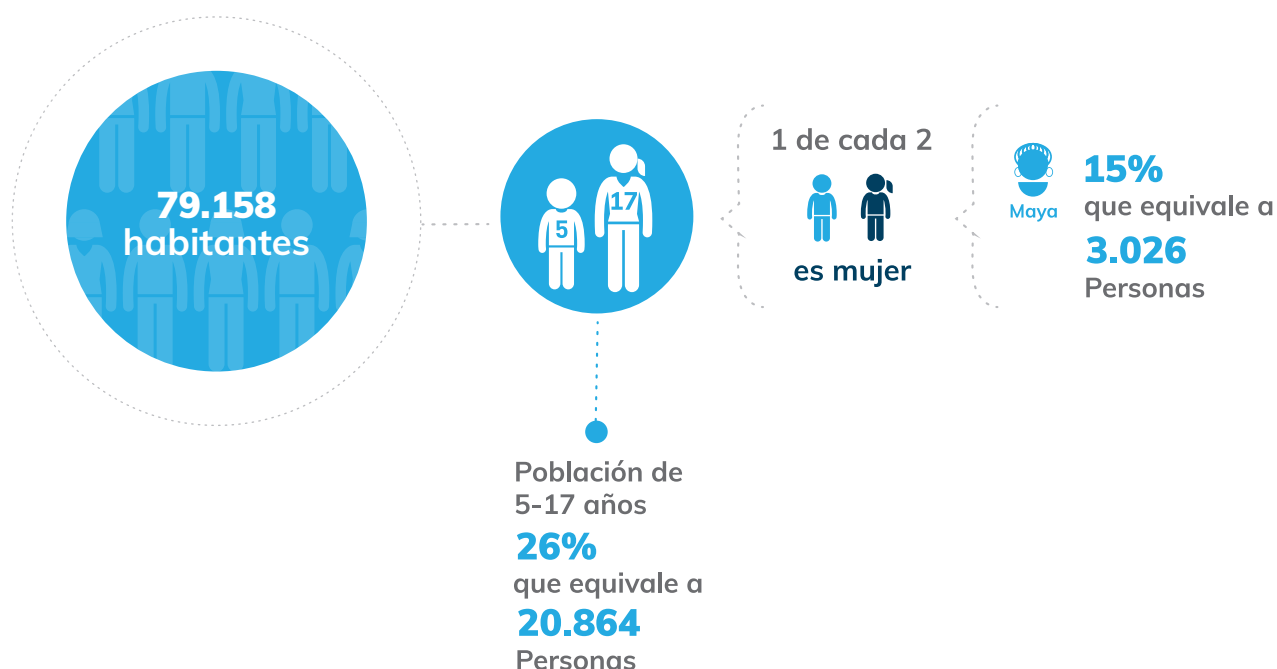 79.158
habitantes
5
17
1 de cada 2
es mujer
Maya
15%
que equivale a
3.026
Personas
Población de
5-17 años
26%
que equivale a
20.864
Personas